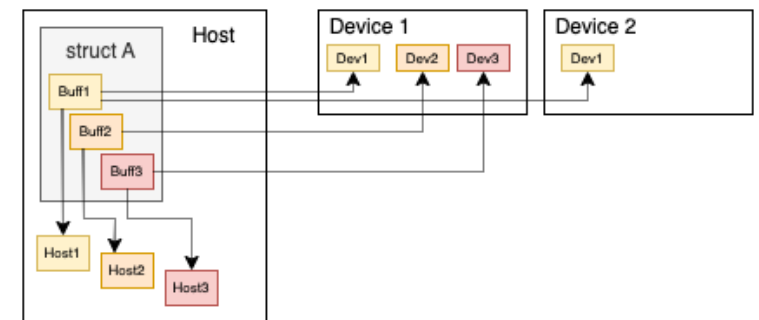 Host
struct A
Buff1
Buff2
Buff3
Host1
Host2
Host3
Device 1
Dev1
Dev2
Dev3
Device 2
Dev1